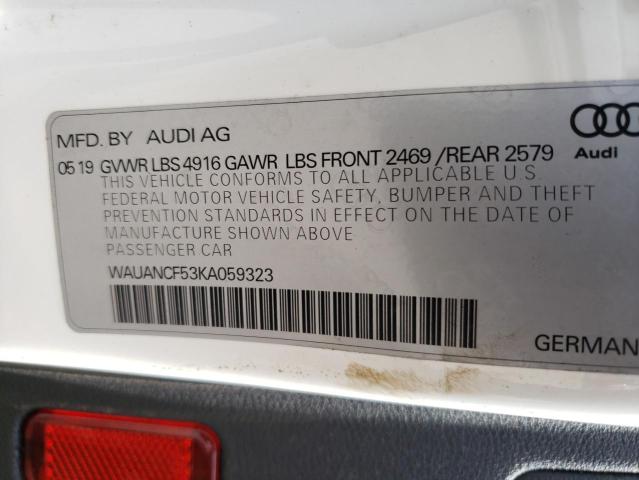 MFD. BY AUDI AG
05 19 GVWR LBS 4916 GAWR LBS FRONT 2469 /REAR 2579
Audi
THIS VEHICLE CONFORMS TO ALL APPLICABLE U.S.
FEDERAL MOTOR VEHICLE SAFETY, BUMPER AND THEFT
PREVENTION STANDARDS IN EFFECT ON THE DATE OF
MANUFACTURE SHOWN ABOVE
PASSENGER CAR
WAUANCF53KA059323
GERMAN